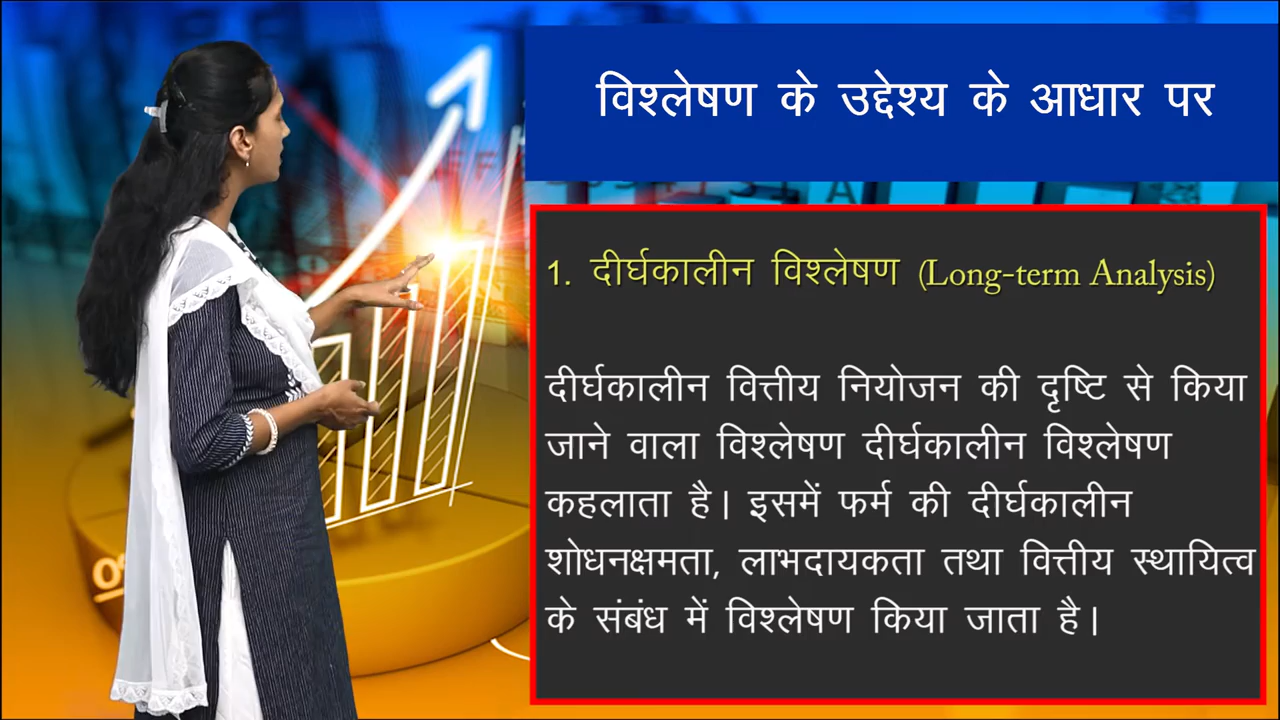 विश्लेषण के उद्देश्य के आधार पर
1. दीर्घकालीन विश्लेषण (Long-term Analysis)
दीर्घकालीन वित्तीय नियोजन की दृष्टि से किया
जाने वाला विश्लेषण दीर्घकालीन विश्लेषण
कहलाता है। इसमें फर्म की दीर्घकालीन
शोधनक्षमता, लाभदायकता तथा वित्तीय स्थायित्व
के संबंध में विश्लेषण किया जाता है।